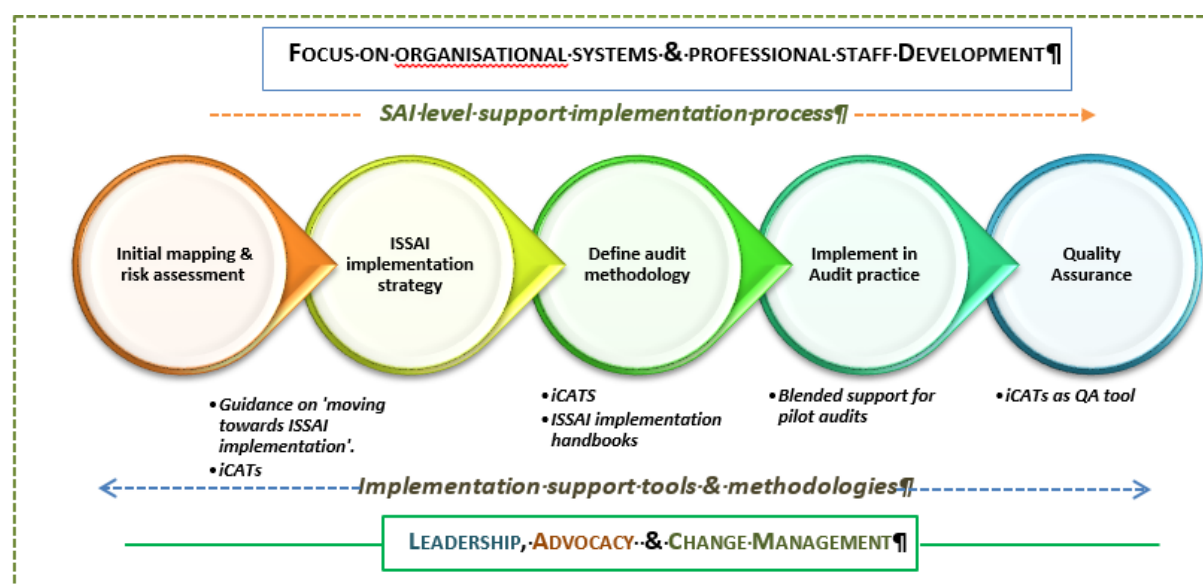 FOCUS·ON·ORGANISATIONAL·SYSTEMS·&·PROFESSIONAL·STAFF·DEVELOPMENT¶
SAI·level·support·implementation·process¶
Initial mapping &
risk assessment
ISSAI
implementation
strategy
Define audit
methodology
Implement in
Audit practice
Quality
Assurance
•Guidance on 'moving
towards ISSAI
implementation'.
•iCATs
•iCATS
•ISSAI implementation
handbooks
•Blended support for
pilot audits
•iCATs as QA tool
Implementation·support·tools·&·methodologies¶
LEADERSHIP,·ADVOCACY··&·CHANGE·MANAGEMENT¶